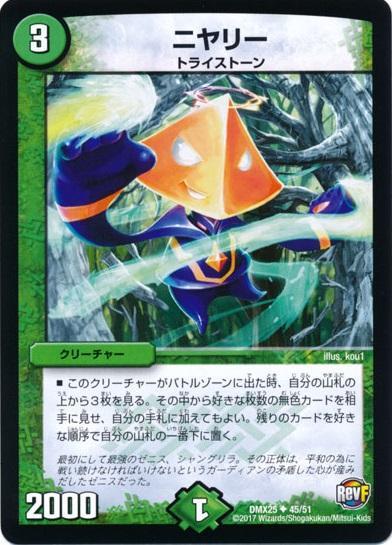 3
ニヤリー
トライストーン
クリーチャー
illus. kou1
■ このクリーチャーがバトルゾーンに出た時、自分の山札
の上から3枚を見る。その中から好きな枚数の無色カードを相
手に見せ、自分の手札に加えてもよい。残りのカードを好き
な順序で自分の山札の一番下に置く。
最初にして最強のゼニス、シャングリラ。その正体は、平和の為に
戦い続けなければいけないというガーディアンの矛盾した心が産み
だしたゼニスだった。
2000
1
RevF
DMX25 ♦ 45/51
©2017 Wizards/Shogakukan/Mitsui-Kids